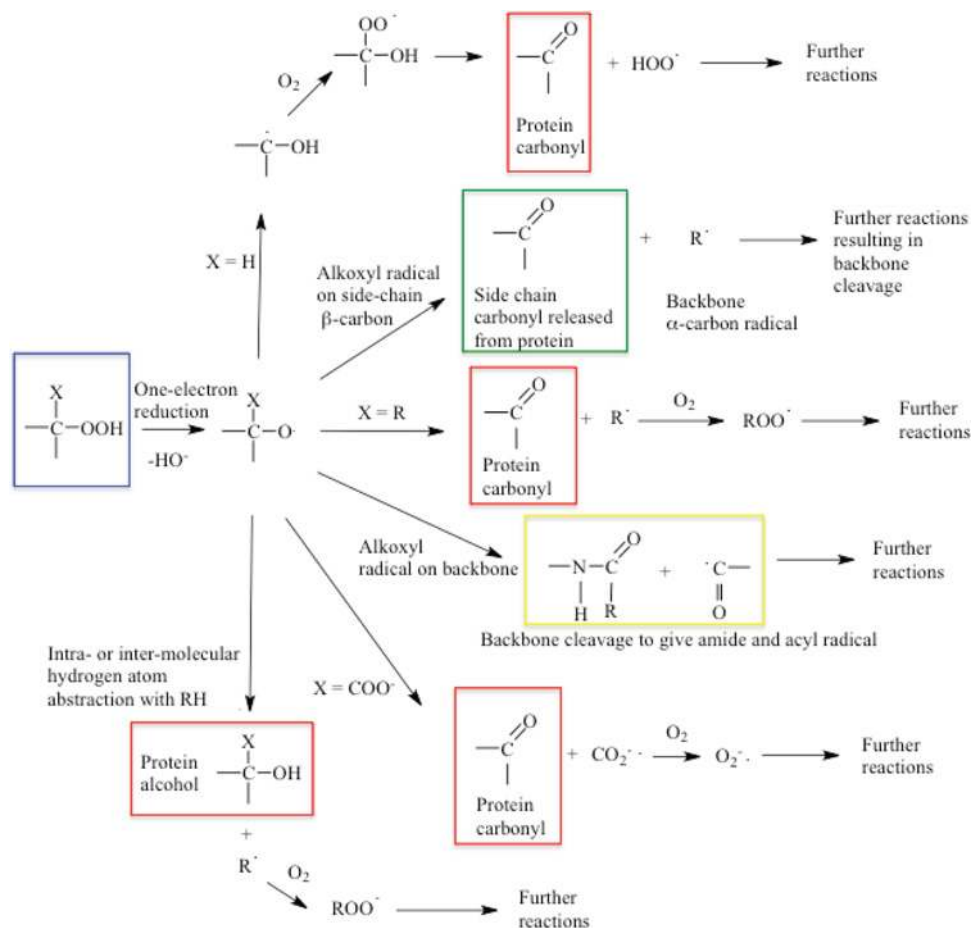 OO˙
—C—OH
O₂
O
—C
Protein
carbonyl
+ HOO˙
Further
reactions
—Ċ—OH
X = H
Alkoxyl radical
on side-chain
β-carbon
O
—C
Side chain
carbonyl released
from protein
+ R˙
Backbone
α-carbon radical
Further reactions
resulting in
backbone
cleavage
X
—C—OOH
One-electron
reduction
-HO⁻
X
—C—O·
X = R
O
—C
Protein
carbonyl
+ R˙
O₂
ROO˙
Further
reactions
Alkoxyl
radical on backbone
O
—N—C
H R
+
˙C—
O
Further
reactions
Backbone cleavage to give amide and acyl radical
Intra- or inter-molecular
hydrogen atom
abstraction with RH
X = COO⁻
Protein
alcohol
X
—C—OH
+
R˙
O₂
ROO˙
Further
reactions
O
—C
Protein
carbonyl
+ CO₂⁻·
O₂
O₂⁻·
Further
reactions